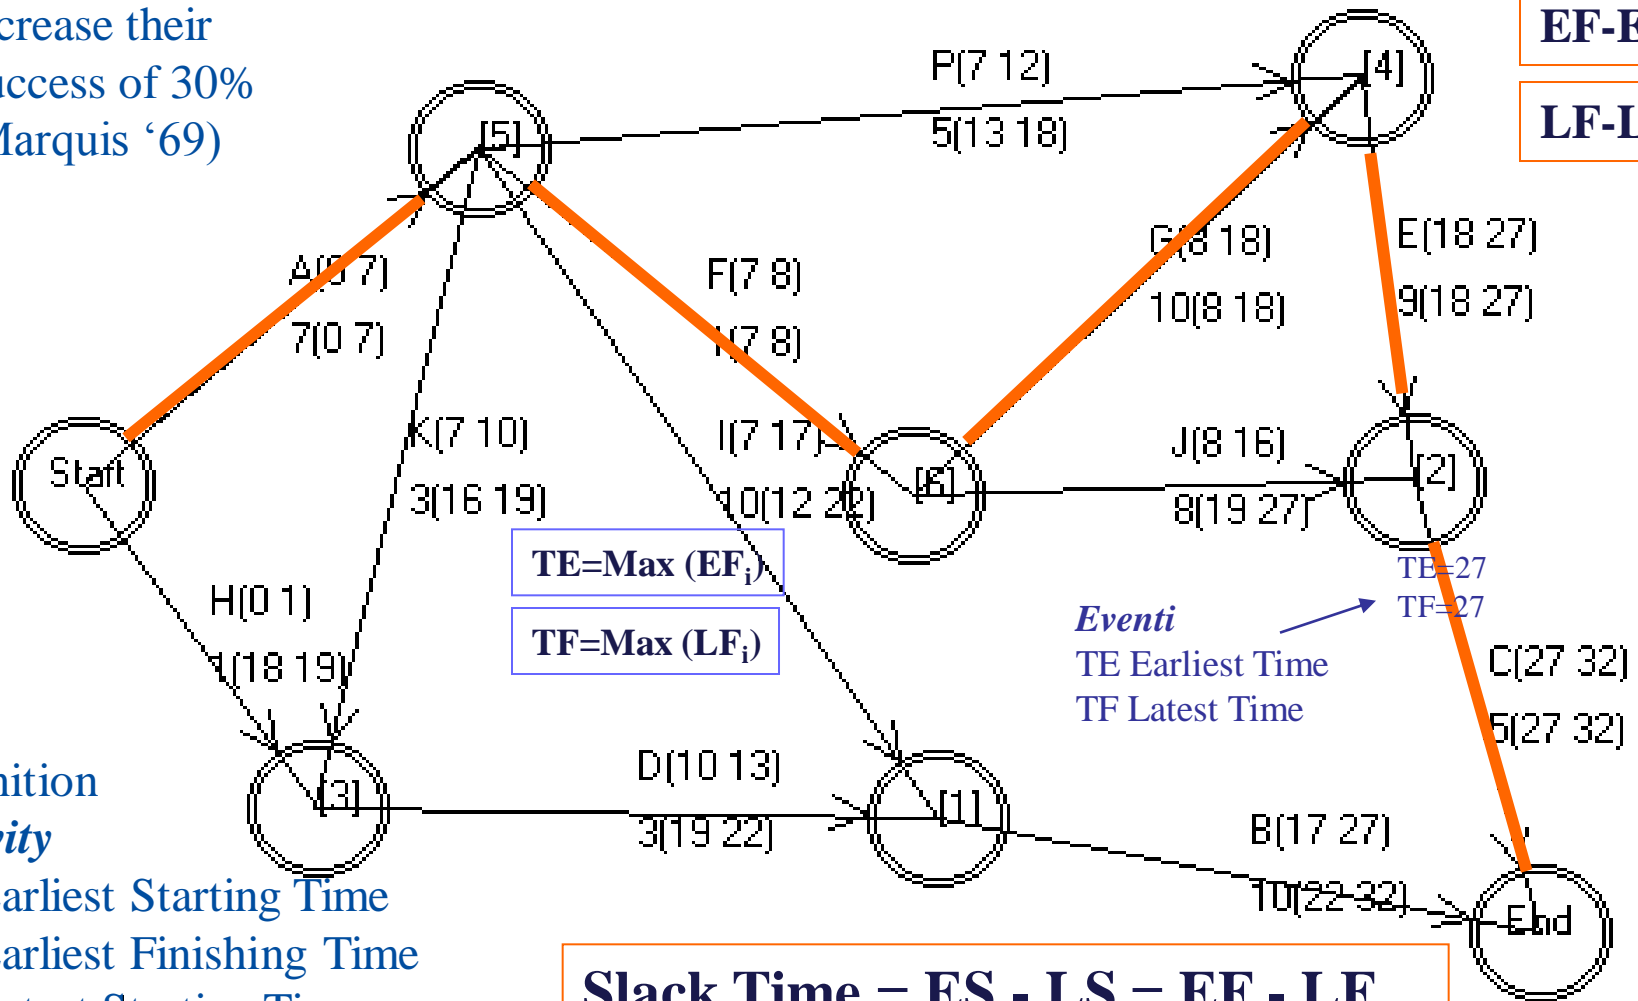 crease their
uccess of 30%
Marquis ‘69)
EF-E
LF-L
P(7 12)
5(13 18)
[4]
[5]
A(0 7)
7(0 7)
F(7 8)
1(7 8)
G(8 18)
10(8 18)
E(18 27)
9(18 27)
K(7 10)
3(16 19)
I(7 17)
10(12 22)
J(8 16)
8(19 27)
Start
[6]
[2]
TE=Max (EFi)
TF=Max (LFi)
TE=27
TF=27
Eventi
TE Earliest Time
TF Latest Time
H(0 1)
1(18 19)
C(27 32)
5(27 32)
[3]
D(10 13)
3(19 22)
[1]
B(17 27)
10(22 32)
End
nition
vity
Earliest Starting Time
Earliest Finishing Time
Slack Time = ES - LS = EF - LF